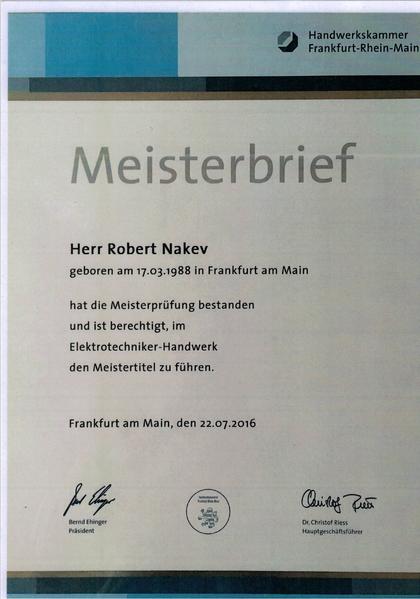 Handwerkskammer
Frankfurt-Rhein-Main
Meisterbrief
Herr Robert Nakev
geboren am 17.03.1988 in Frankfurt am Main
hat die Meisterprüfung bestanden
und ist berechtigt, im
Elektrotechniker-Handwerk
den Meistertitel zu führen.
Frankfurt am Main, den 22.07.2016
Bernd Ehinger
Präsident
Dr. Christof Riess
Hauptgeschäftsführer